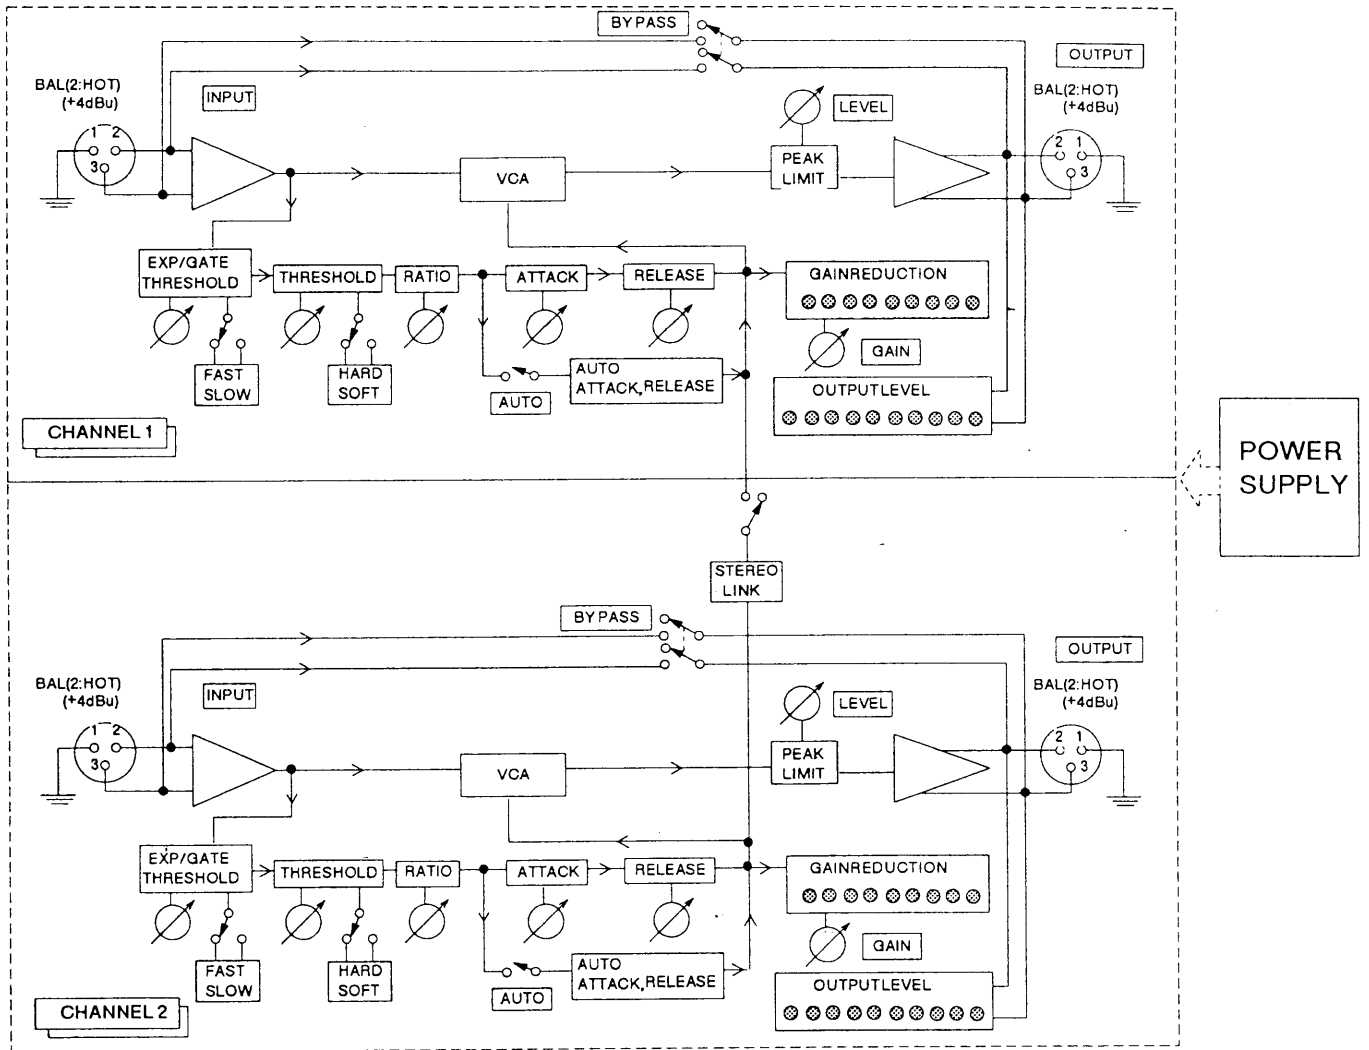 BYPASS
OUTPUT
BAL(2:HOT)
(+4dBu)
INPUT
LEVEL
BAL(2:HOT)
(+4dBu)
1 2
3
VCA
PEAK
LIMIT
2 1
3
EXP/GATE
THRESHOLD
THRESHOLD
RATIO
ATTACK
RELEASE
GAINREDUCTION
GAIN
FAST
SLOW
HARD
SOFT
AUTO
AUTO
ATTACK,RELEASE
OUTPUTLEVEL
CHANNEL 1
POWER
SUPPLY
STEREO
LINK
BYPASS
OUTPUT
BAL(2:HOT)
(+4dBu)
INPUT
LEVEL
BAL(2:HOT)
(+4dBu)
1 2
3
VCA
PEAK
LIMIT
2 1
3
EXP/GATE
THRESHOLD
THRESHOLD
RATIO
ATTACK
RELEASE
GAINREDUCTION
GAIN
FAST
SLOW
HARD
SOFT
AUTO
AUTO
ATTACK,RELEASE
OUTPUTLEVEL
CHANNEL 2